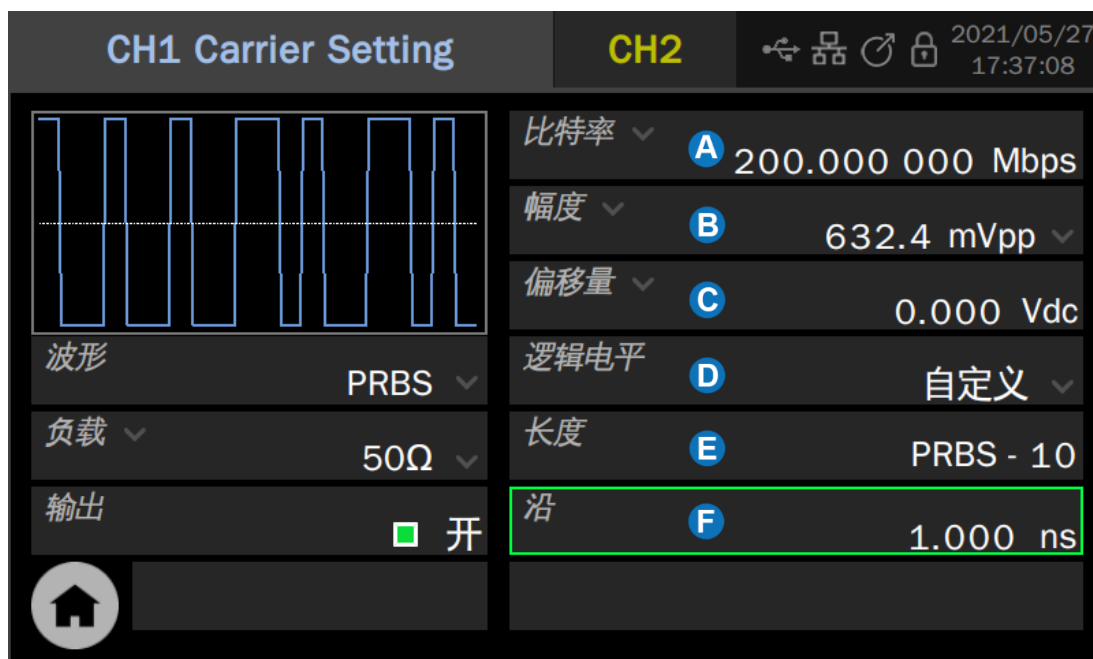 CH1 Carrier Setting
CH2
2021/05/27
17:37:08
比特率
A
200.000 000 Mbps
幅度
B
632.4 mVpp
偏移量
C
0.000 Vdc
波形
PRBS
逻辑电平
D
自定义
负载
50Ω
长度
E
PRBS - 10
输出
开
沿
F
1.000 ns